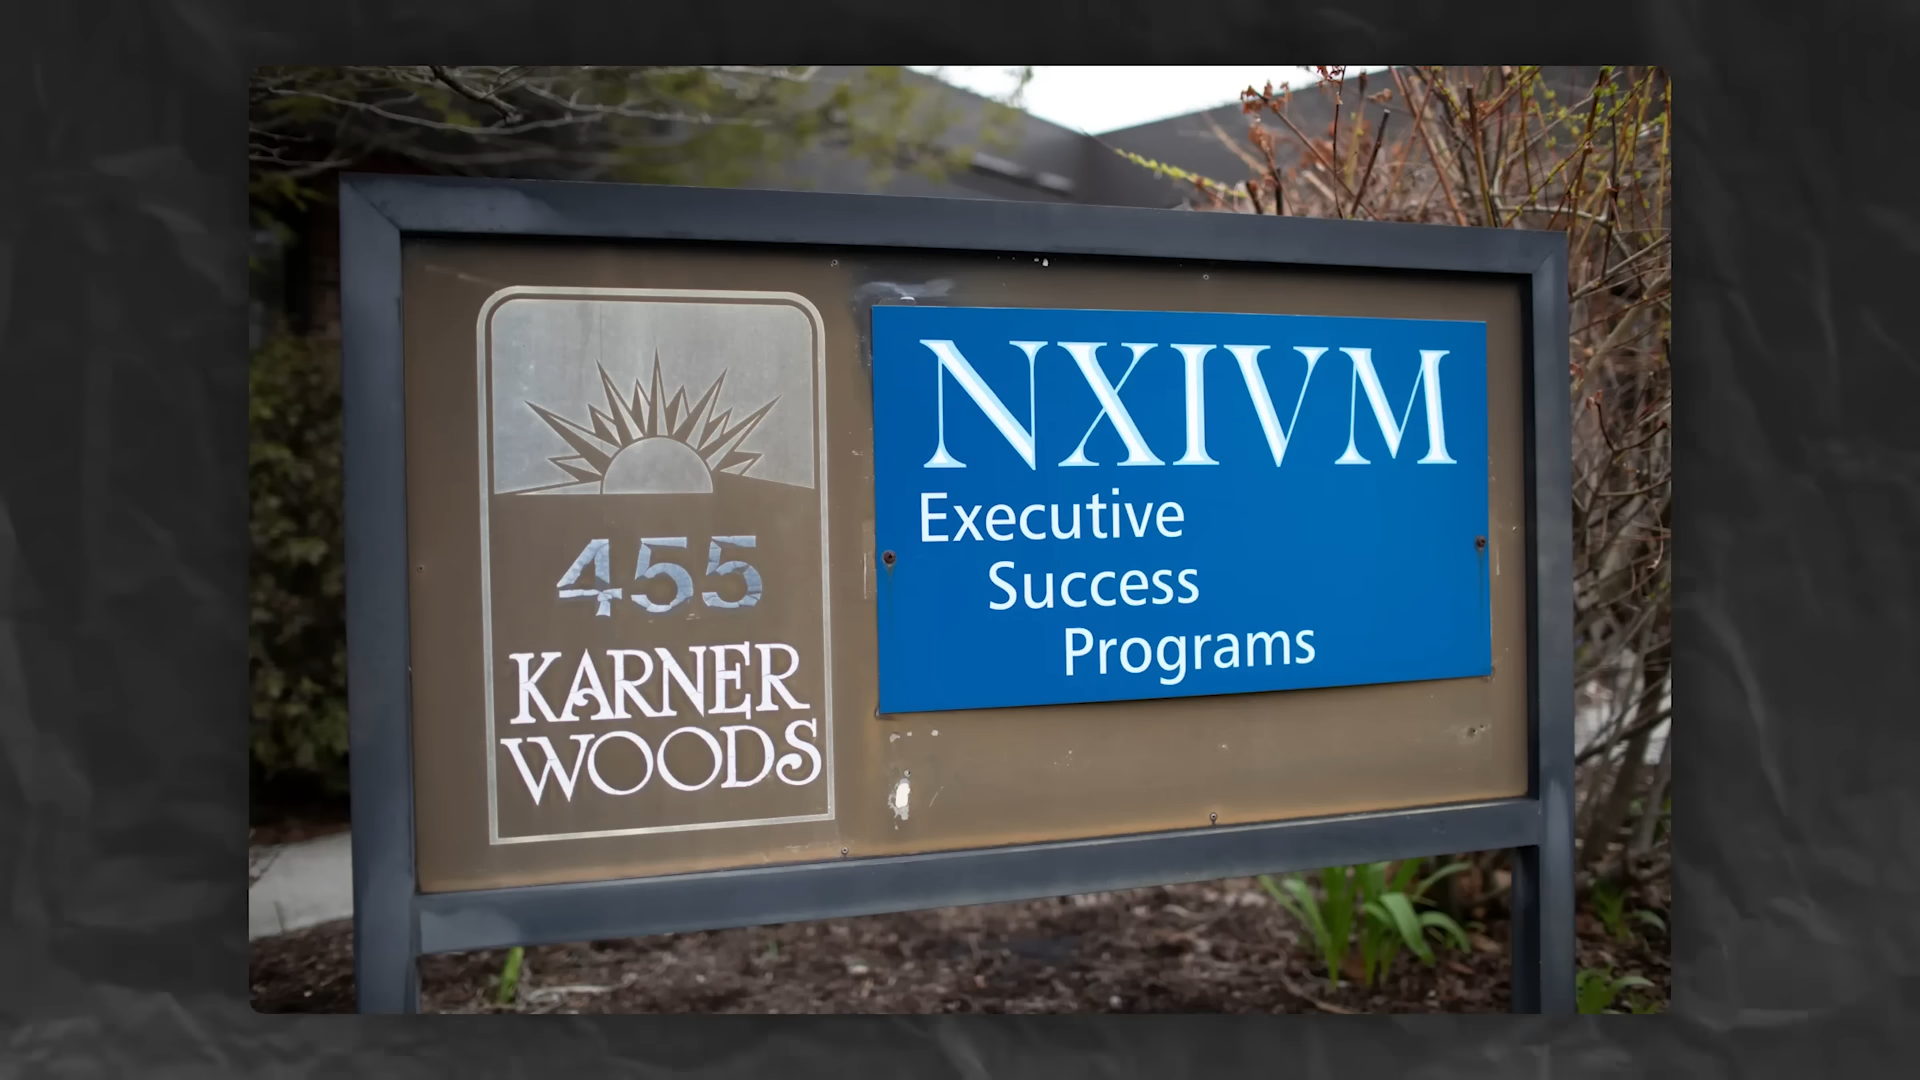 455
KARNER
WOODS
NXIVM
Executive
Success
Programs